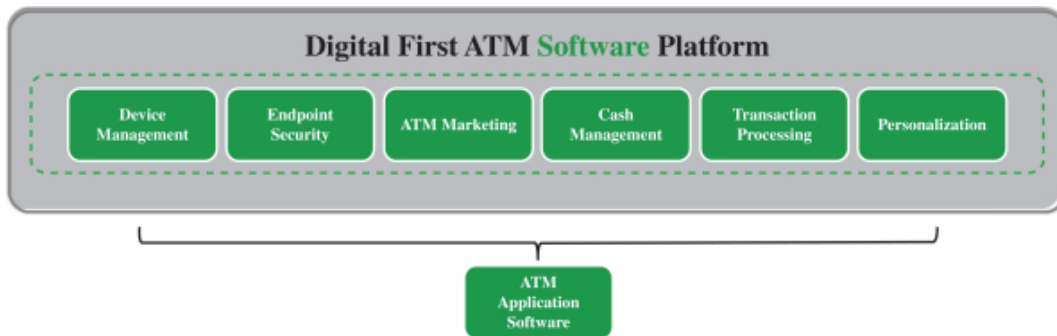 Digital First ATM Software Platform
Device
Management
Endpoint
Security
ATM Marketing
Cash
Management
Transaction
Processing
Personalization
ATM
Application
Software